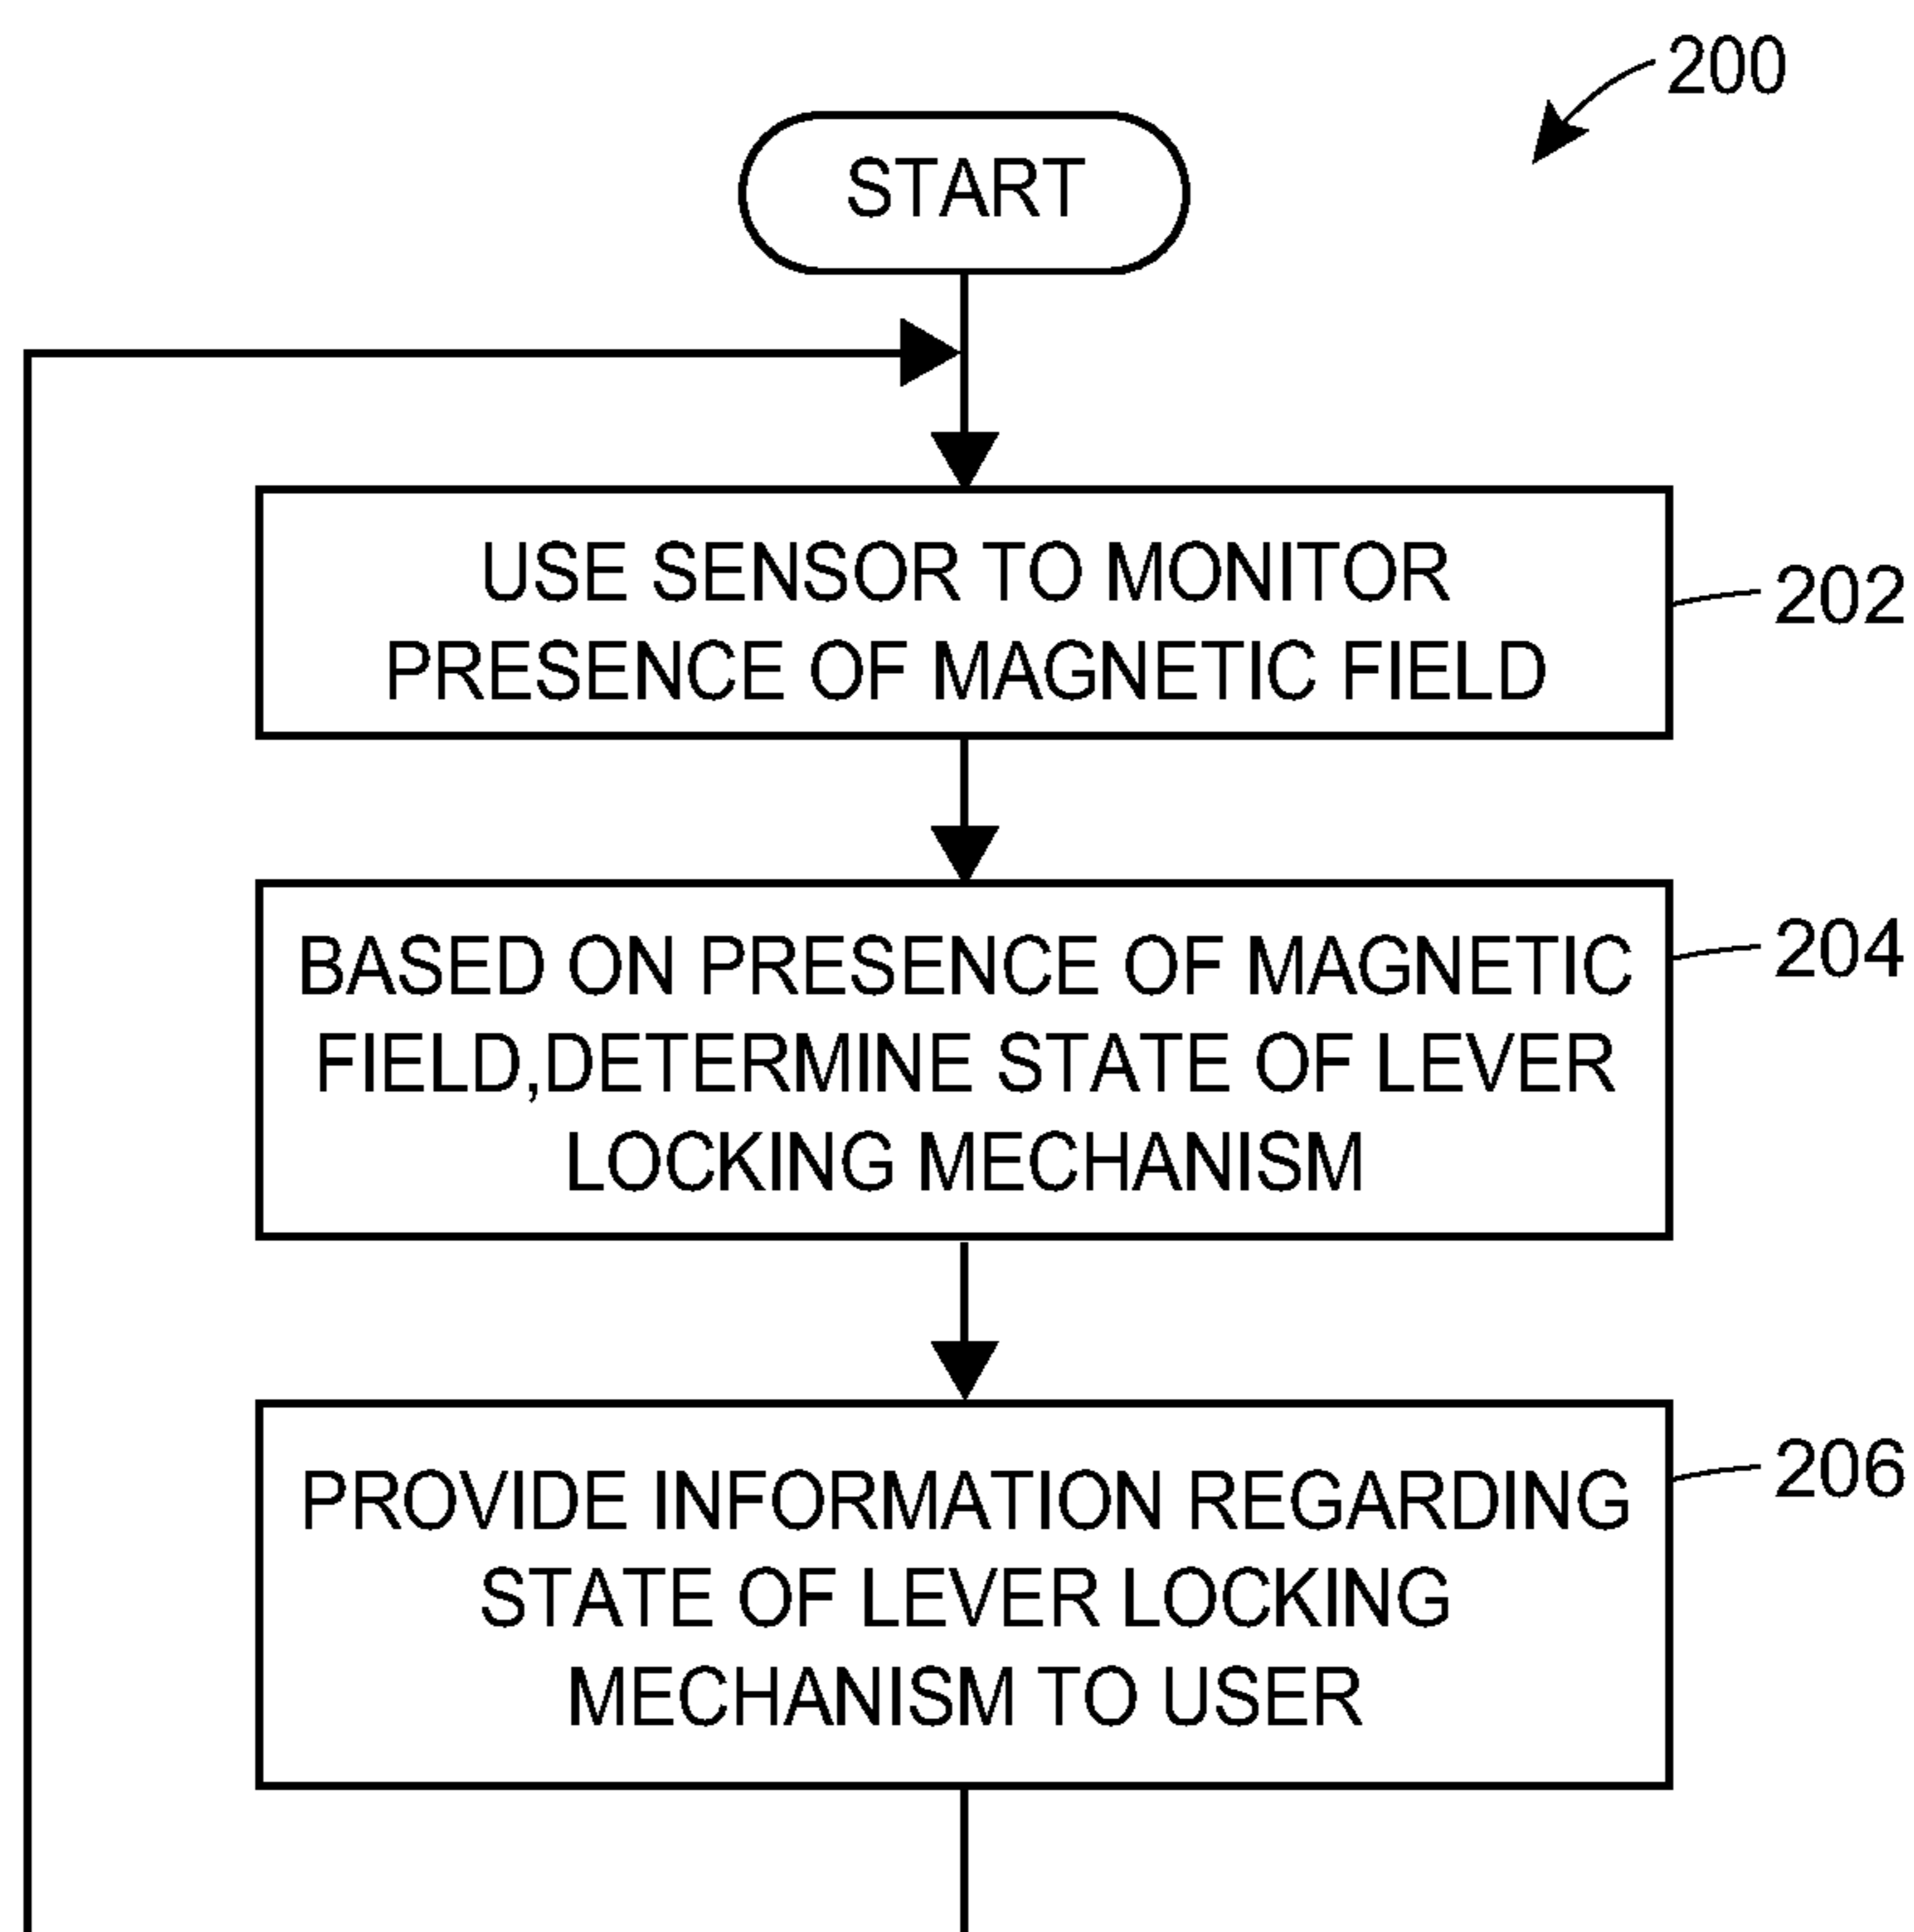 200
START
USE SENSOR TO MONITOR
PRESENCE OF MAGNETIC FIELD
202
BASED ON PRESENCE OF MAGNETIC
FIELD,DETERMINE STATE OF LEVER
LOCKING MECHANISM
204
PROVIDE INFORMATION REGARDING
STATE OF LEVER LOCKING
MECHANISM TO USER
206